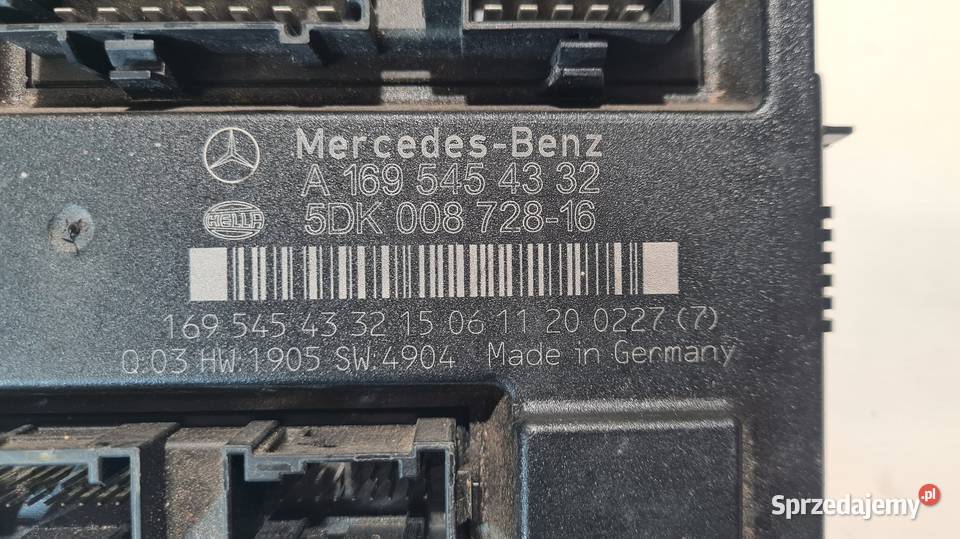 Mercedes-Benz
A 169 545 43 32
HELLA
5DK 008 728-16
169 545 43 32 15 06 11 20 0227 (7)
Q:03 HW:1905 SW:4904 Made in Germany
Sprzedajemy.pl